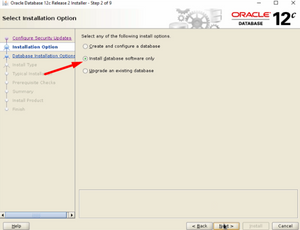 Oracle Database 12c Release 2 Installer - Step 2 of 9
Select Installation Option
ORACLE
DATABASE
12c
Configure Security Updates
Installation Option
Database Installation Options
Install Type
Typical Install
Prerequisite Checks
Summary
Install Product
Finish
Select any of the following install options.
Create and configure a database
Install database software only
Upgrade an existing database
Help
< Back
Next >
Install
Cancel